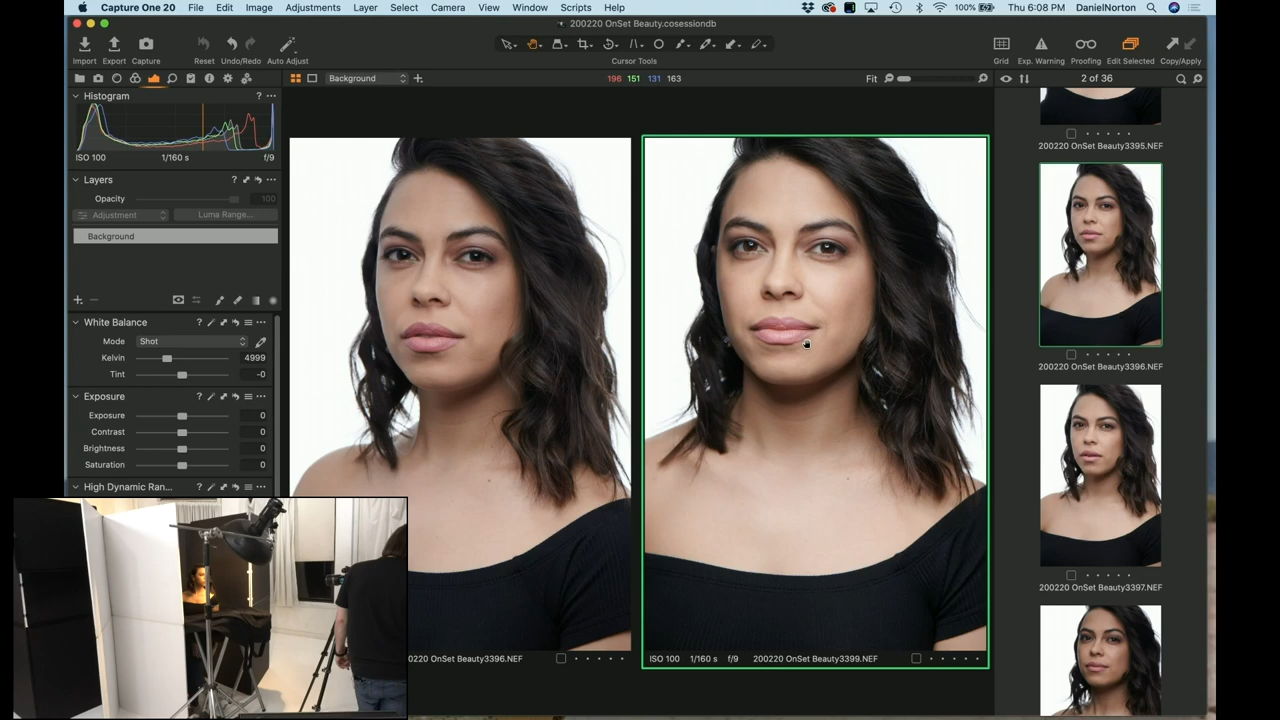 Capture One 20 File Edit Image Adjustments Layer Select Camera View Window Scripts Help 100% Thu 6:08 PM DanielNorton
200220 OnSet Beauty.cosessiondb
Import Export Capture Reset Undo/Redo Auto Adjust Cursor Tools Grid Exp. Warning Proofing Edit Selected Copy/Apply
Background 196 151 131 163 Fit 2 of 36
Histogram
ISO 100 1/160 s f/9
Layers
Opacity 100
Adjustment Luma Range...
Background
White Balance
Mode Shot
Kelvin 4999
Tint -0
Exposure
Exposure 0
Contrast 0
Brightness 0
Saturation 0
High Dynamic Ran...
00 OnSet Beauty3396.NEF
ISO 100 1/160 s f/9 200220 OnSet Beauty3399.NEF
200220 OnSet Beauty3395.NEF
200220 OnSet Beauty3396.NEF
200220 OnSet Beauty3397.NEF